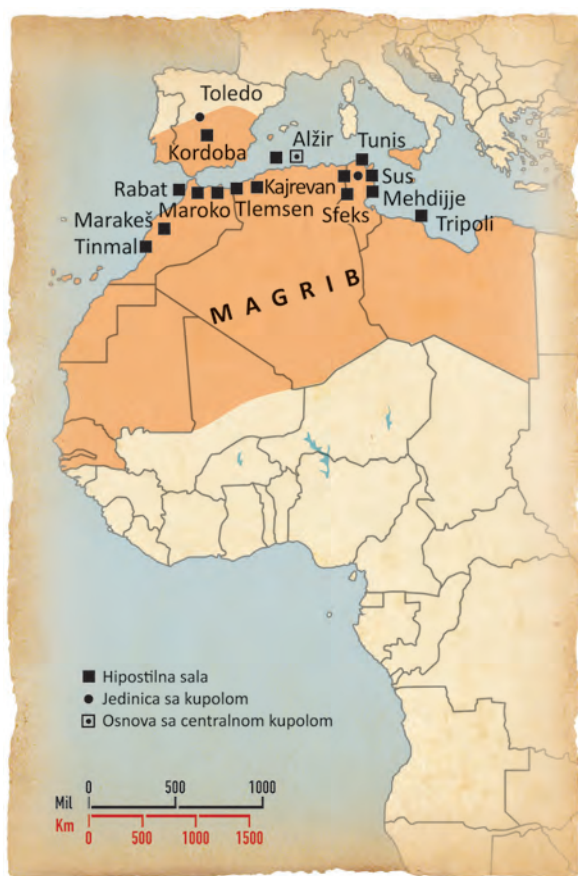 Toledo
Kordoba
Alžir
Tunis
Rabat
Maroko
Tlemsen
Kajrevan
Sus
Mehdijje
Sfeks
Marakeš
Tinmal
Tripoli
MAGRIB
Hipostilna sala
Jedinica sa kupolom
Osnova sa centralnom kupolom
0 500 1000
Mil
Km
0 500 1000 1500